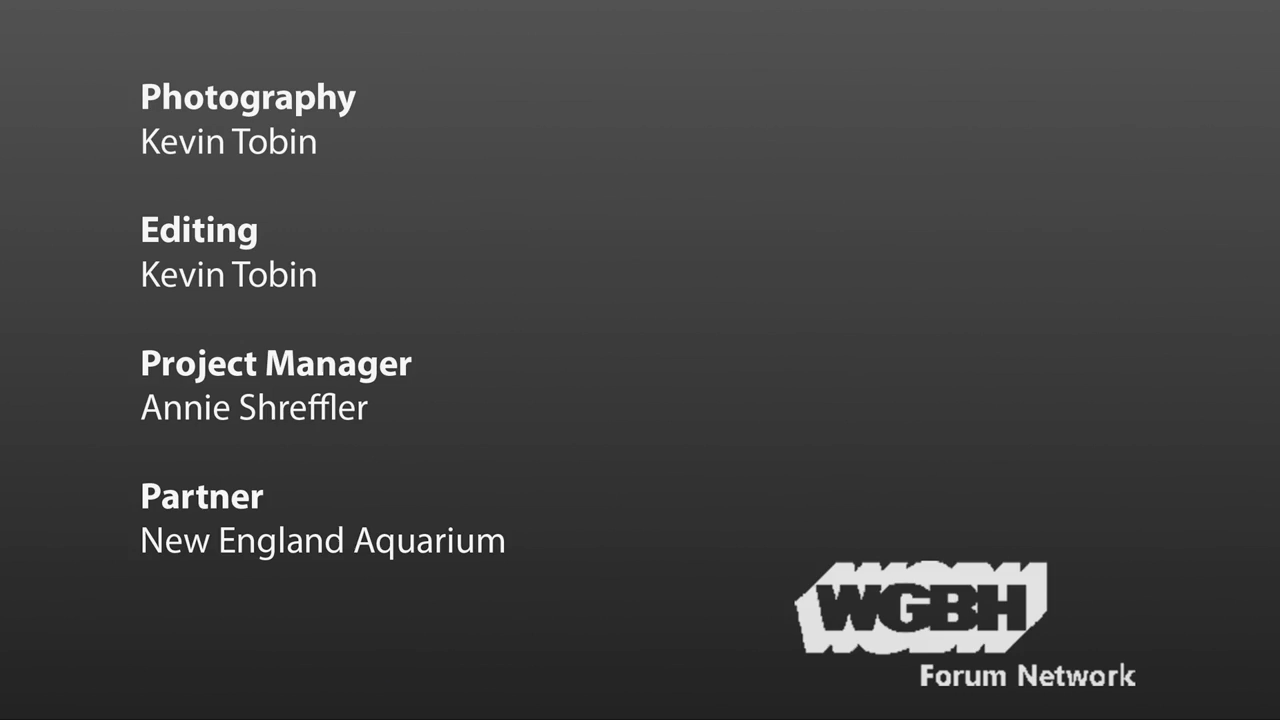 Photography
Kevin Tobin
Editing
Kevin Tobin
Project Manager
Annie Shreffler
Partner
New England Aquarium
WGBH
Forum Network